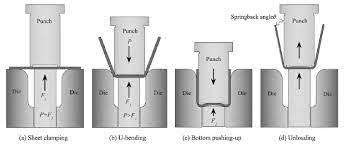 Springback angle
Punch
Die
Die
F
P=F
(a) Sheet clamping
Punch
P
Die
Die
F
P>F
(b) U-bending
Punch
Die
Die
F
(c) Bottom pushing-up
Punch
Die
Die
(d) Unloading